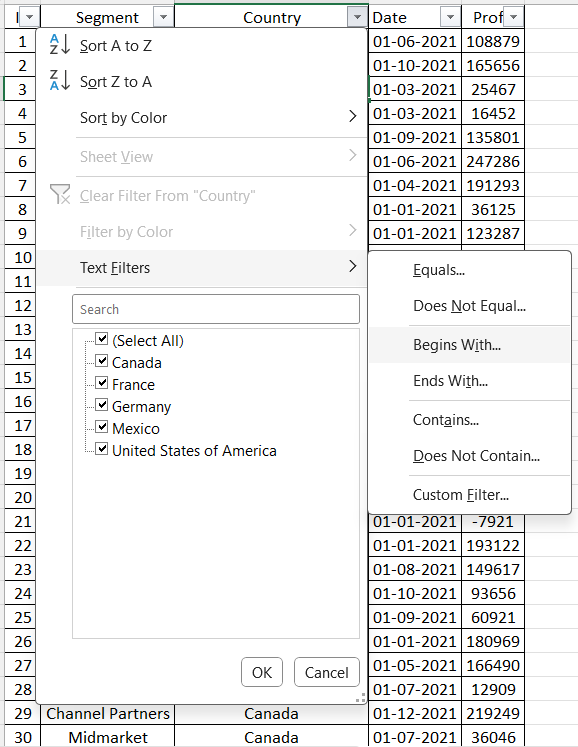 I Segment Country Date Prof
1 01-06-2021 108879
Sort A to Z
2 01-10-2021 165656
Sort Z to A
3 01-03-2021 25467
4 01-03-2021 16452
Sort by Color
5 01-09-2021 135801
Sheet View
6 01-06-2021 247286
7 01-04-2021 191293
Clear Filter From "Country"
8 01-01-2021 36125
Filter by Color
9 01-01-2021 123287
10
Text Filters
Equals...
11
12
Search
Does Not Equal...
13
(Select All)
Begins With...
14
Canada
15
France
Ends With...
16
Germany
17
Mexico
Contains...
18
United States of America
Does Not Contain...
19
20
Custom Filter...
21 01-01-2021 -7921
22 01-01-2021 193122
23 01-08-2021 149617
24 01-10-2021 93656
25 01-09-2021 60921
26 01-01-2021 180969
27 01-05-2021 166490
OK Cancel
28 01-07-2021 12909
29 Channel Partners Canada 01-12-2021 219249
30 Midmarket Canada 01-07-2021 36046